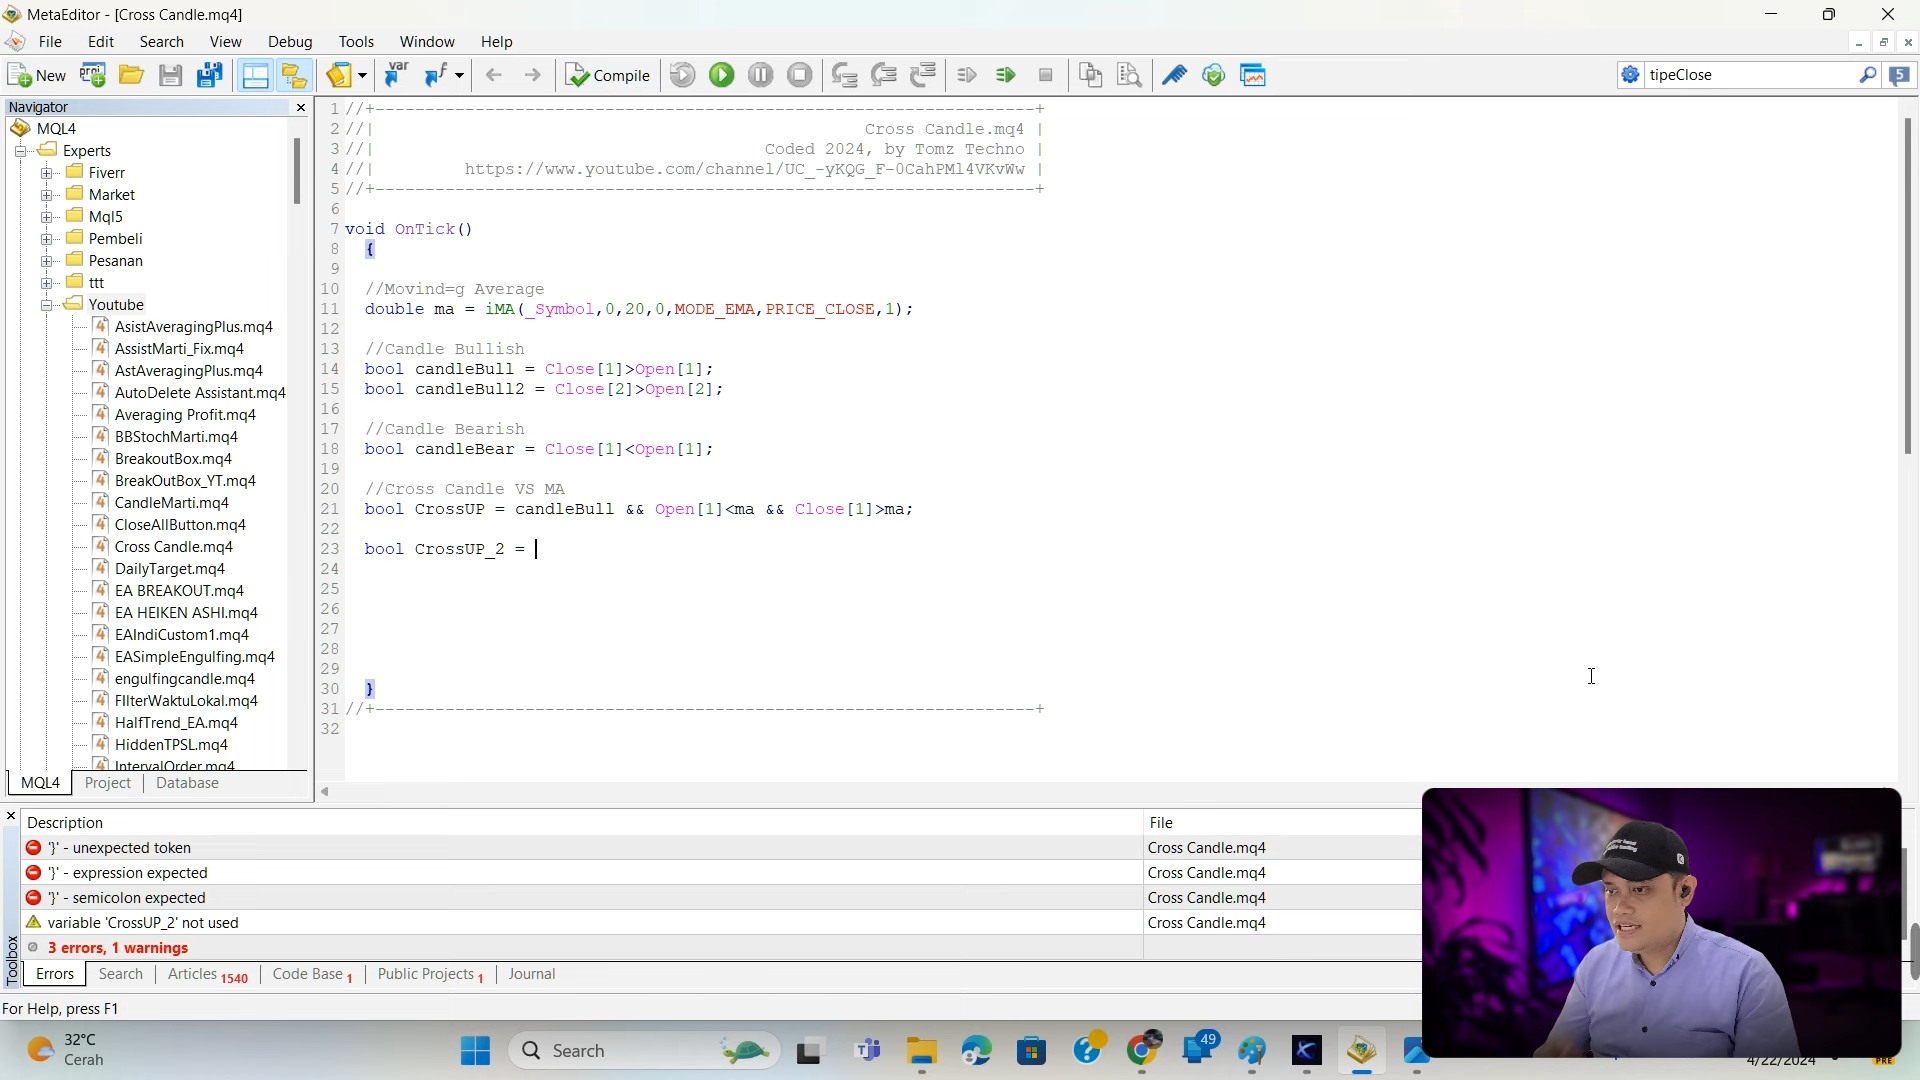 MetaEditor - [Cross Candle.mq4]
File Edit Search View Debug Tools Window Help
New Compile tipeClose 5
Navigator
MQL4
Experts
Fiverr
Market
Mql5
Pembeli
Pesanan
ttt
Youtube
AsistAveragingPlus.mq4
AssistMarti_Fix.mq4
AstAveragingPlus.mq4
AutoDelete Assistant.mq4
Averaging Profit.mq4
BBStochMarti.mq4
BreakoutBox.mq4
BreakOutBox_YT.mq4
CandleMarti.mq4
CloseAllButton.mq4
Cross Candle.mq4
DailyTarget.mq4
EA BREAKOUT.mq4
EA HEIKEN ASHI.mq4
EAIndiCustom1.mq4
EASimpleEngulfing.mq4
engulfingcandle.mq4
FIlterWaktuLokal.mq4
HalfTrend_EA.mq4
HiddenTPSL.mq4
IntervalOrder.mq4
MQL4 Project Database
1 //+------------------------------------------------------------------+
2 //| Cross Candle.mq4 |
3 //| Coded 2024, by Tomz Techno |
4 //| https://www.youtube.com/channel/UC_-yKQG_F-0CahPMl4VKvWw |
5 //+------------------------------------------------------------------+
6
7 void OnTick()
8 {
9
10 //Movind=g Average
11 double ma = iMA(_Symbol,0,20,0,MODE_EMA,PRICE_CLOSE,1);
12
13 //Candle Bullish
14 bool candleBull = Close[1]>Open[1];
15 bool candleBull2 = Close[2]>Open[2];
16
17 //Candle Bearish
18 bool candleBear = Close[1]<Open[1];
19
20 //Cross Candle VS MA
21 bool CrossUP = candleBull && Open[1]<ma && Close[1]>ma;
22
23 bool CrossUP_2 =
24
25
26
27
28
29
30 }
31 //+------------------------------------------------------------------+
32
Description File
'}' - unexpected token Cross Candle.mq4
'}' - expression expected Cross Candle.mq4
'}' - semicolon expected Cross Candle.mq4
variable 'CrossUP_2' not used Cross Candle.mq4
3 errors, 1 warnings
Toolbox
Errors Search Articles 1540 Code Base 1 Public Projects 1 Journal
For Help, press F1
32°C
Cerah
Search
49
4/22/2024
PRE